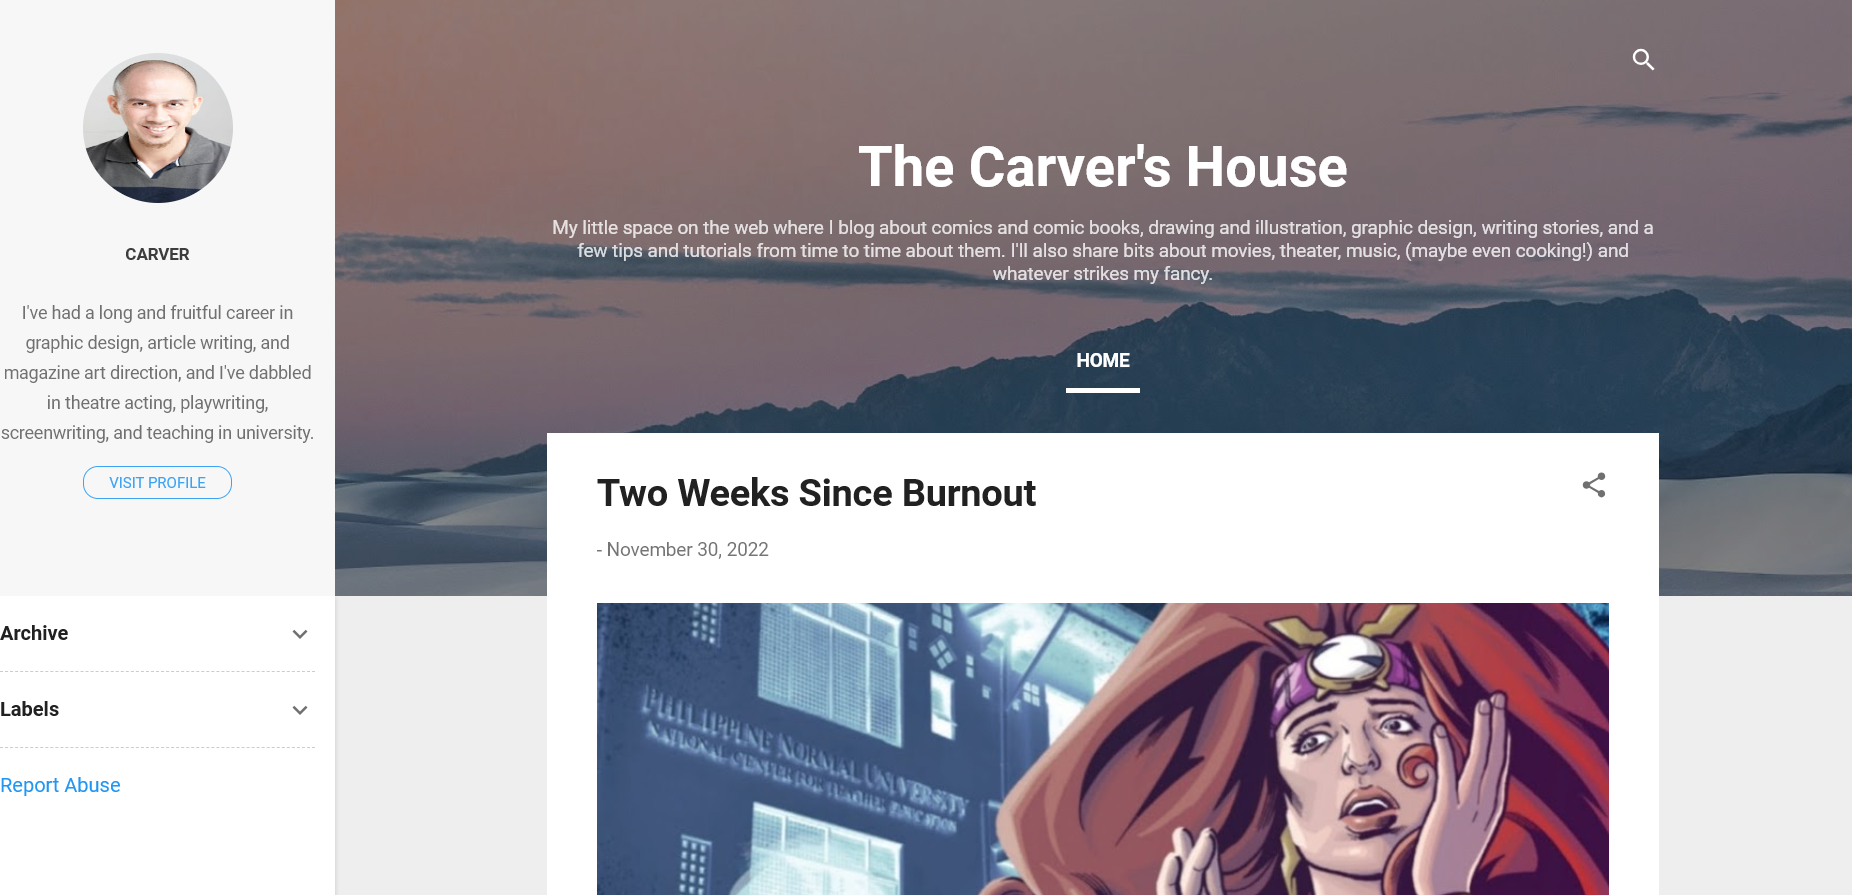 CARVER
I've had a long and fruitful career in
graphic design, article writing, and
magazine art direction, and I've dabbled
in theatre acting, playwriting,
screenwriting, and teaching in university.
VISIT PROFILE
Archive
Labels
Report Abuse
The Carver's House
My little space on the web where I blog about comics and comic books, drawing and illustration, graphic design, writing stories, and a
few tips and tutorials from time to time about them. I'll also share bits about movies, theater, music, (maybe even cooking!) and
whatever strikes my fancy.
HOME
Two Weeks Since Burnout
- November 30, 2022
PHILIPPINE NORMAL UNIVERSITY
NATIONAL CENTER FOR TEACHER EDUCATION